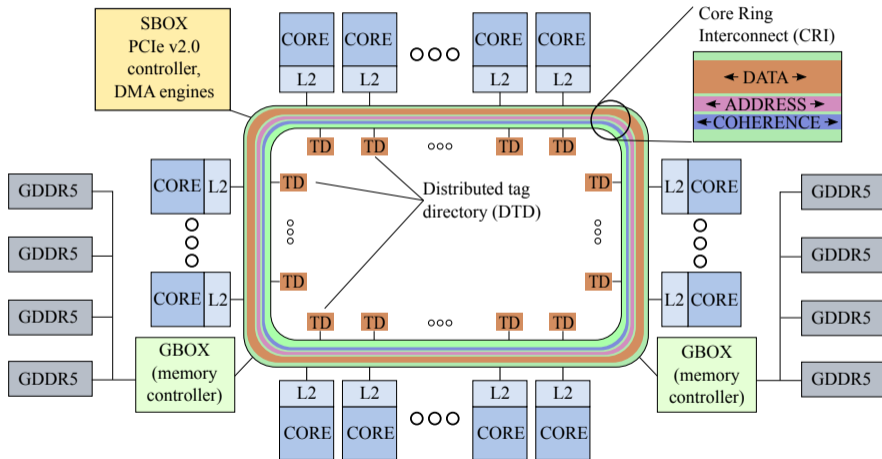 SBOX
PCIe v2.0
controller,
DMA engines
CORE
L2
CORE
L2
CORE
L2
CORE
L2
Core Ring
Interconnect (CRI)
DATA
ADDRESS
COHERENCE
TD
TD
TD
TD
TD
TD
Distributed tag
directory (DTD)
CORE L2
L2 CORE
GDDR5
GDDR5
GDDR5
GDDR5
GDDR5
GDDR5
GDDR5
GDDR5
CORE L2
L2 CORE
TD
TD
TD
TD
TD
TD
GBOX
(memory
controller)
GBOX
(memory
controller)
L2
CORE
L2
CORE
L2
CORE
L2
CORE